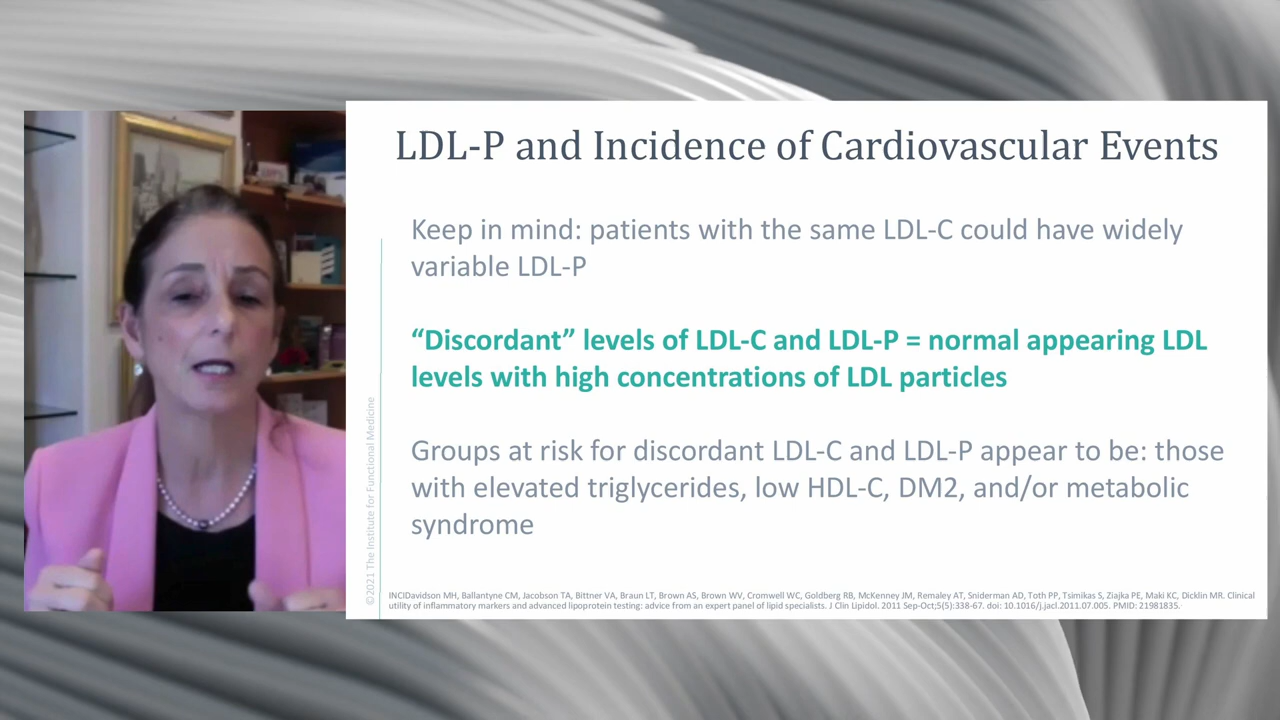 LDL-P and Incidence of Cardiovascular Events
Keep in mind: patients with the same LDL-C could have widely
variable LDL-P
“Discordant” levels of LDL-C and LDL-P = normal appearing LDL
levels with high concentrations of LDL particles
Groups at risk for discordant LDL-C and LDL-P appear to be: those
with elevated triglycerides, low HDL-C, DM2, and/or metabolic
syndrome
©2021 The Institute for Functional Medicine
INCIDavidson MH, Ballantyne CM, Jacobson TA, Bittner VA, Braun LT, Brown AS, Brown WV, Cromwell WC, Goldberg RB, McKenney JM, Remaley AT, Sniderman AD, Toth PP, Tsimikas S, Ziajka PE, Maki KC, Dicklin MR. Clinical
utility of inflammatory markers and advanced lipoprotein testing: advice from an expert panel of lipid specialists. J Clin Lipidol. 2011 Sep-Oct;5(5):338-67. doi: 10.1016/j.jacl.2011.07.005. PMID: 21981835.